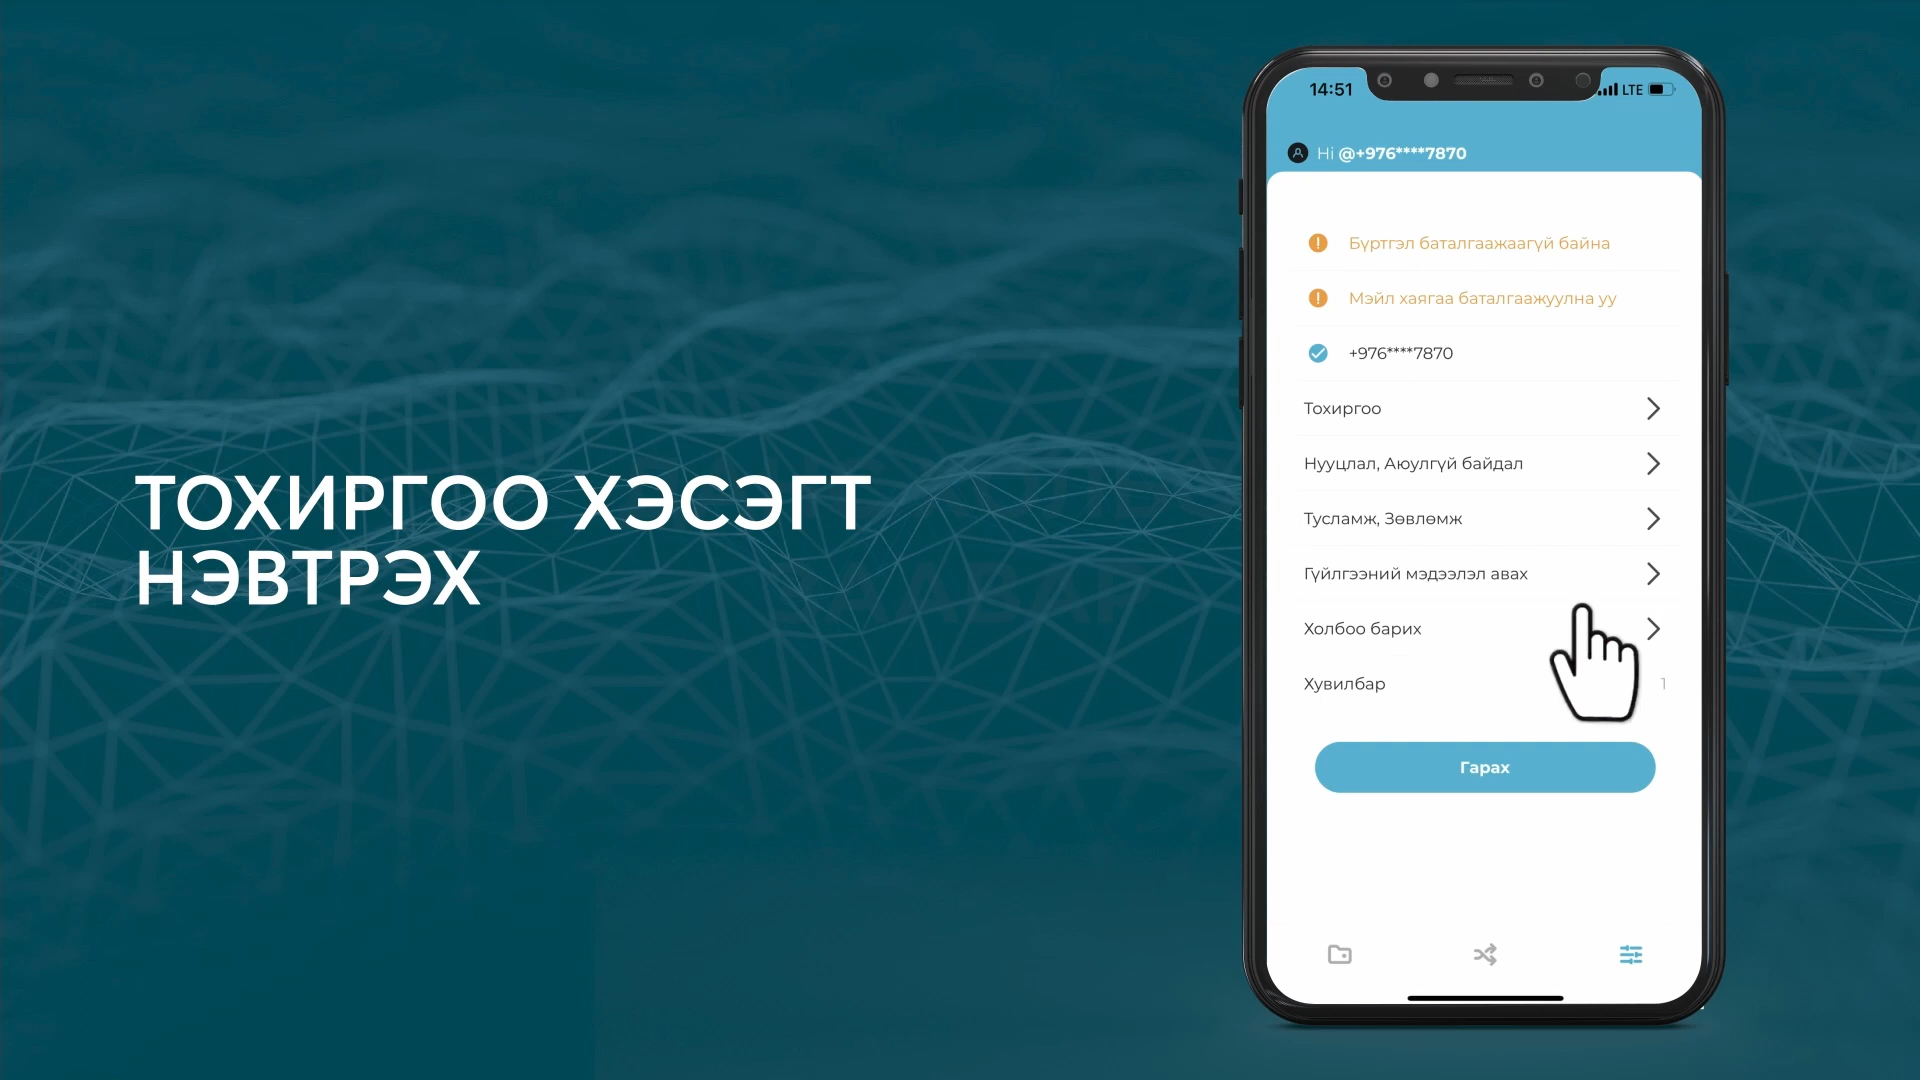 ТОХИРГОО ХЭСЭГТ
НЭВТРЭХ
14:51
LTE
Hi @+976****7870
Бүртгэл баталгаажаагүй байна
Мэйл хаягаа баталгаажуулна уу
+976****7870
Тохиргоо
Нууцлал, Аюулгүй байдал
Тусламж, Зөвлөмж
Гүйлгээний мэдээлэл авах
Холбоо барих
Хувилбар 1
Гарах